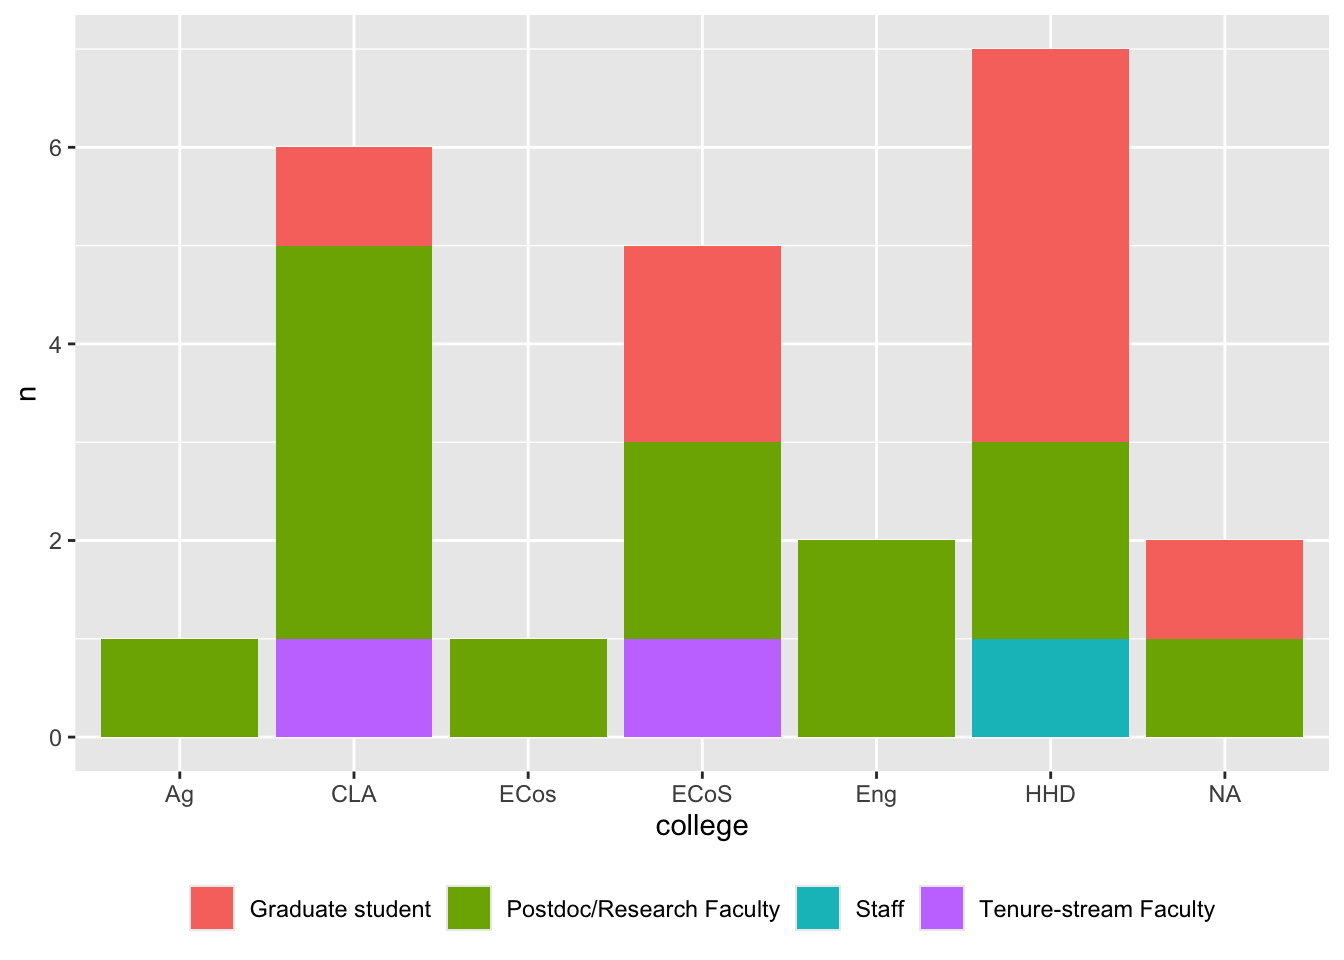 n
6
4
2
0
Ag CLA ECos ECoS Eng HHD NA
college
Graduate student Postdoc/Research Faculty Staff Tenure-stream Faculty